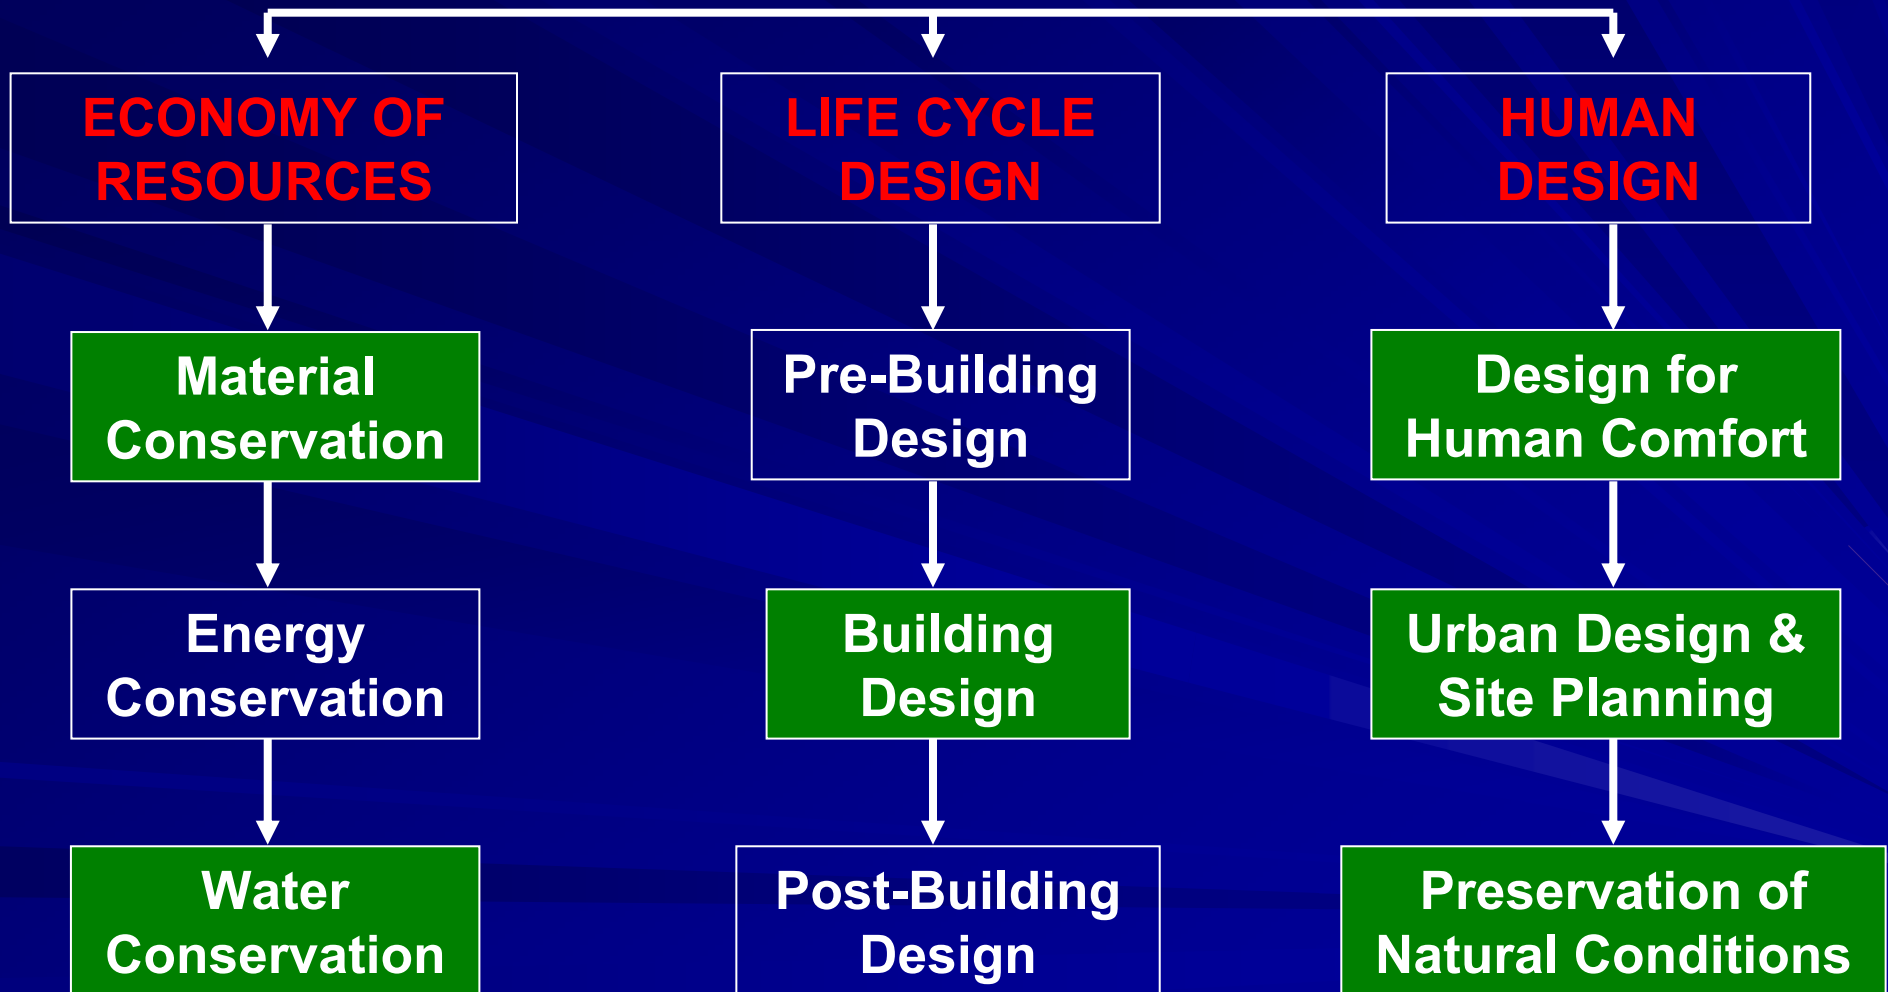 ECONOMY OF
RESOURCES
LIFE CYCLE
DESIGN
HUMAN
DESIGN
Material
Conservation
Pre-Building
Design
Design for
Human Comfort
Energy
Conservation
Building
Design
Urban Design &
Site Planning
Water
Conservation
Post-Building
Design
Preservation of
Natural Conditions